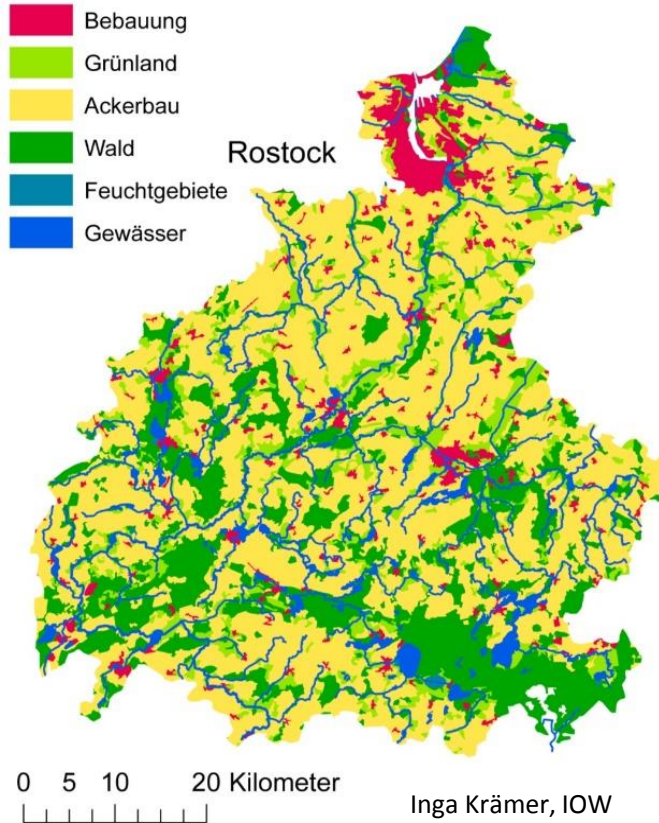 Bebauung
Grünland
Ackerbau
Wald
Feuchtgebiete
Gewässer
Rostock
0 5 10 20 Kilometer
Inga Krämer, IOW